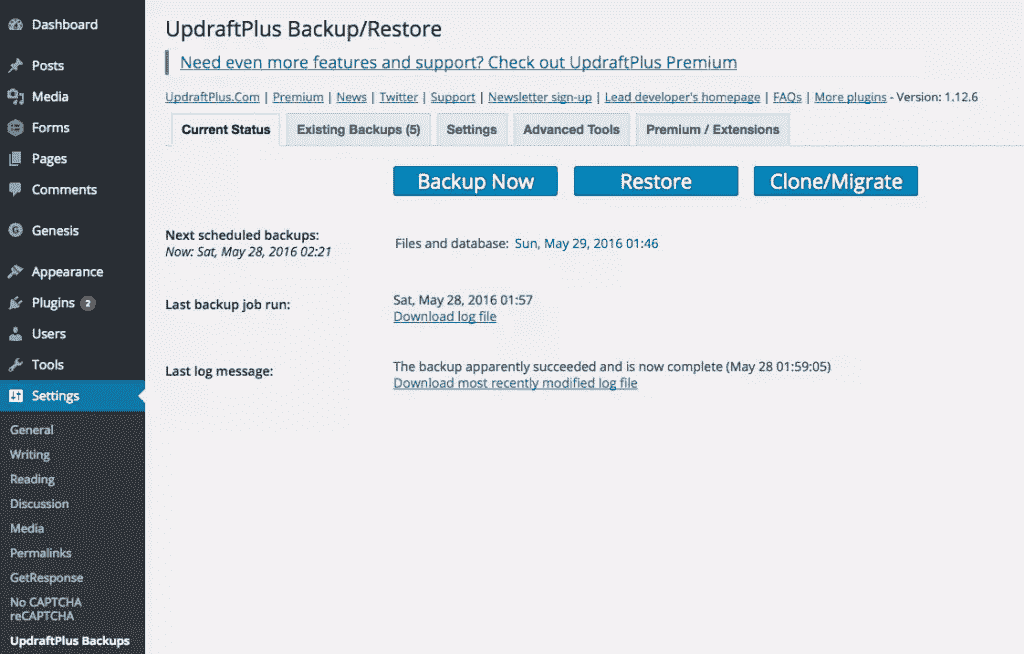 Dashboard
Posts
Media
Forms
Pages
Comments
Genesis
Appearance
Plugins 2
Users
Tools
Settings
General
Writing
Reading
Discussion
Media
Permalinks
GetResponse
No CAPTCHA
reCAPTCHA
UpdraftPlus Backups
UpdraftPlus Backup/Restore
Need even more features and support? Check out UpdraftPlus Premium
UpdraftPlus.Com | Premium | News | Twitter | Support | Newsletter sign-up | Lead developer's homepage | FAQs | More plugins - Version: 1.12.6
Current Status Existing Backups (5) Settings Advanced Tools Premium / Extensions
Backup Now Restore Clone/Migrate
Next scheduled backups:
Now: Sat, May 28, 2016 02:21
Files and database: Sun, May 29, 2016 01:46
Last backup job run:
Sat, May 28, 2016 01:57
Download log file
Last log message:
The backup apparently succeeded and is now complete (May 28 01:59:05)
Download most recently modified log file